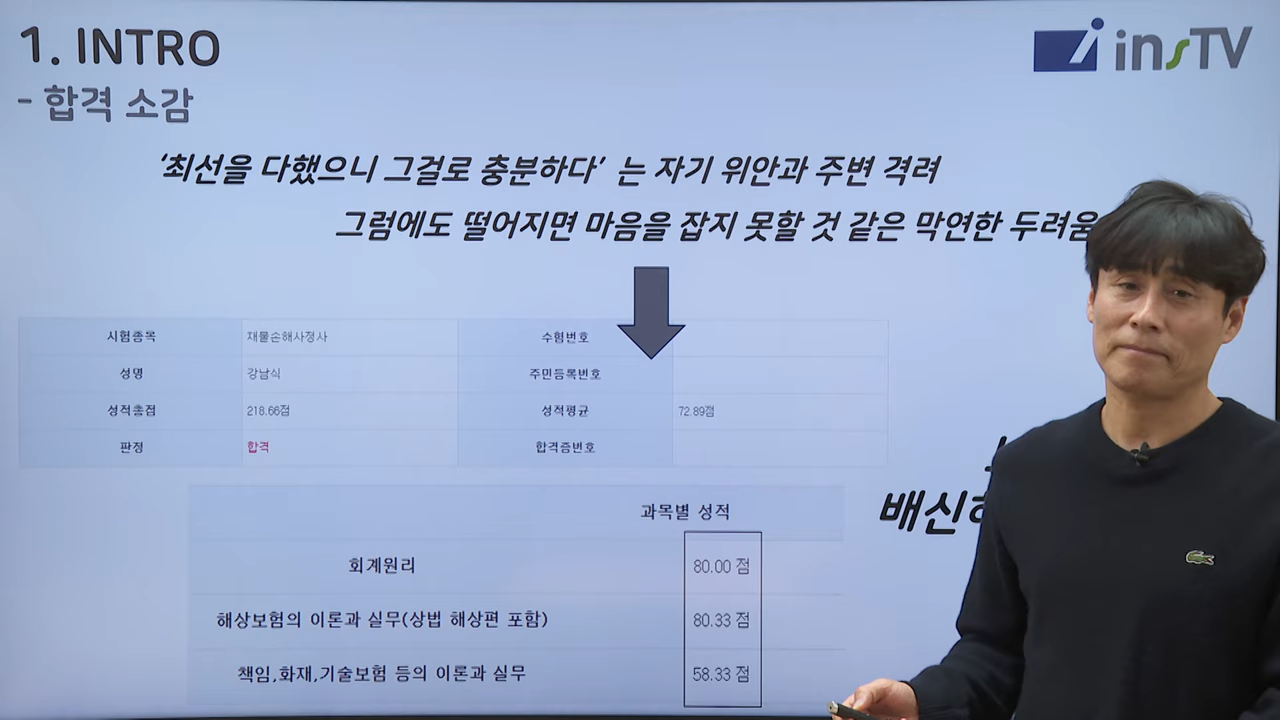 1. INTRO
insTV
- 합격 소감
‘최선을 다했으니 그걸로 충분하다’ 는 자기 위안과 주변 격려
그럼에도 떨어지면 마음을 잡지 못할 것 같은 막연한 두려움
시험종목 재물손해사정사 수험번호
성명 강남식 주민등록번호
성적총점 218.66점 성적평균 72.89점
판정 합격 합격증번호
배신하
과목별 성적
회계원리 80.00 점
해상보험의 이론과 실무(상법 해상편 포함) 80.33 점
책임,화재,기술보험 등의 이론과 실무 58.33 점